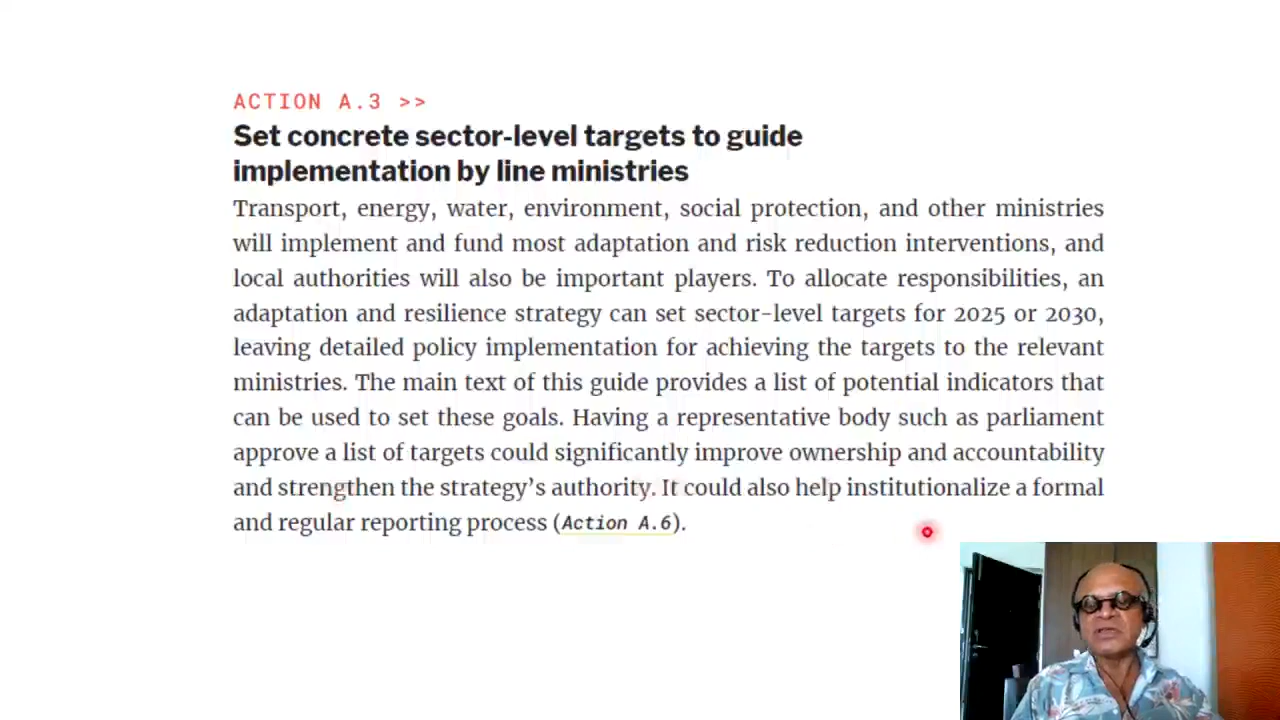 ACTION A.3 >>
Set concrete sector-level targets to guide
implementation by line ministries
Transport, energy, water, environment, social protection, and other ministries
will implement and fund most adaptation and risk reduction interventions, and
local authorities will also be important players. To allocate responsibilities, an
adaptation and resilience strategy can set sector-level targets for 2025 or 2030,
leaving detailed policy implementation for achieving the targets to the relevant
ministries. The main text of this guide provides a list of potential indicators that
can be used to set these goals. Having a representative body such as parliament
approve a list of targets could significantly improve ownership and accountability
and strengthen the strategy’s authority. It could also help institutionalize a formal
and regular reporting process (Action A.6).